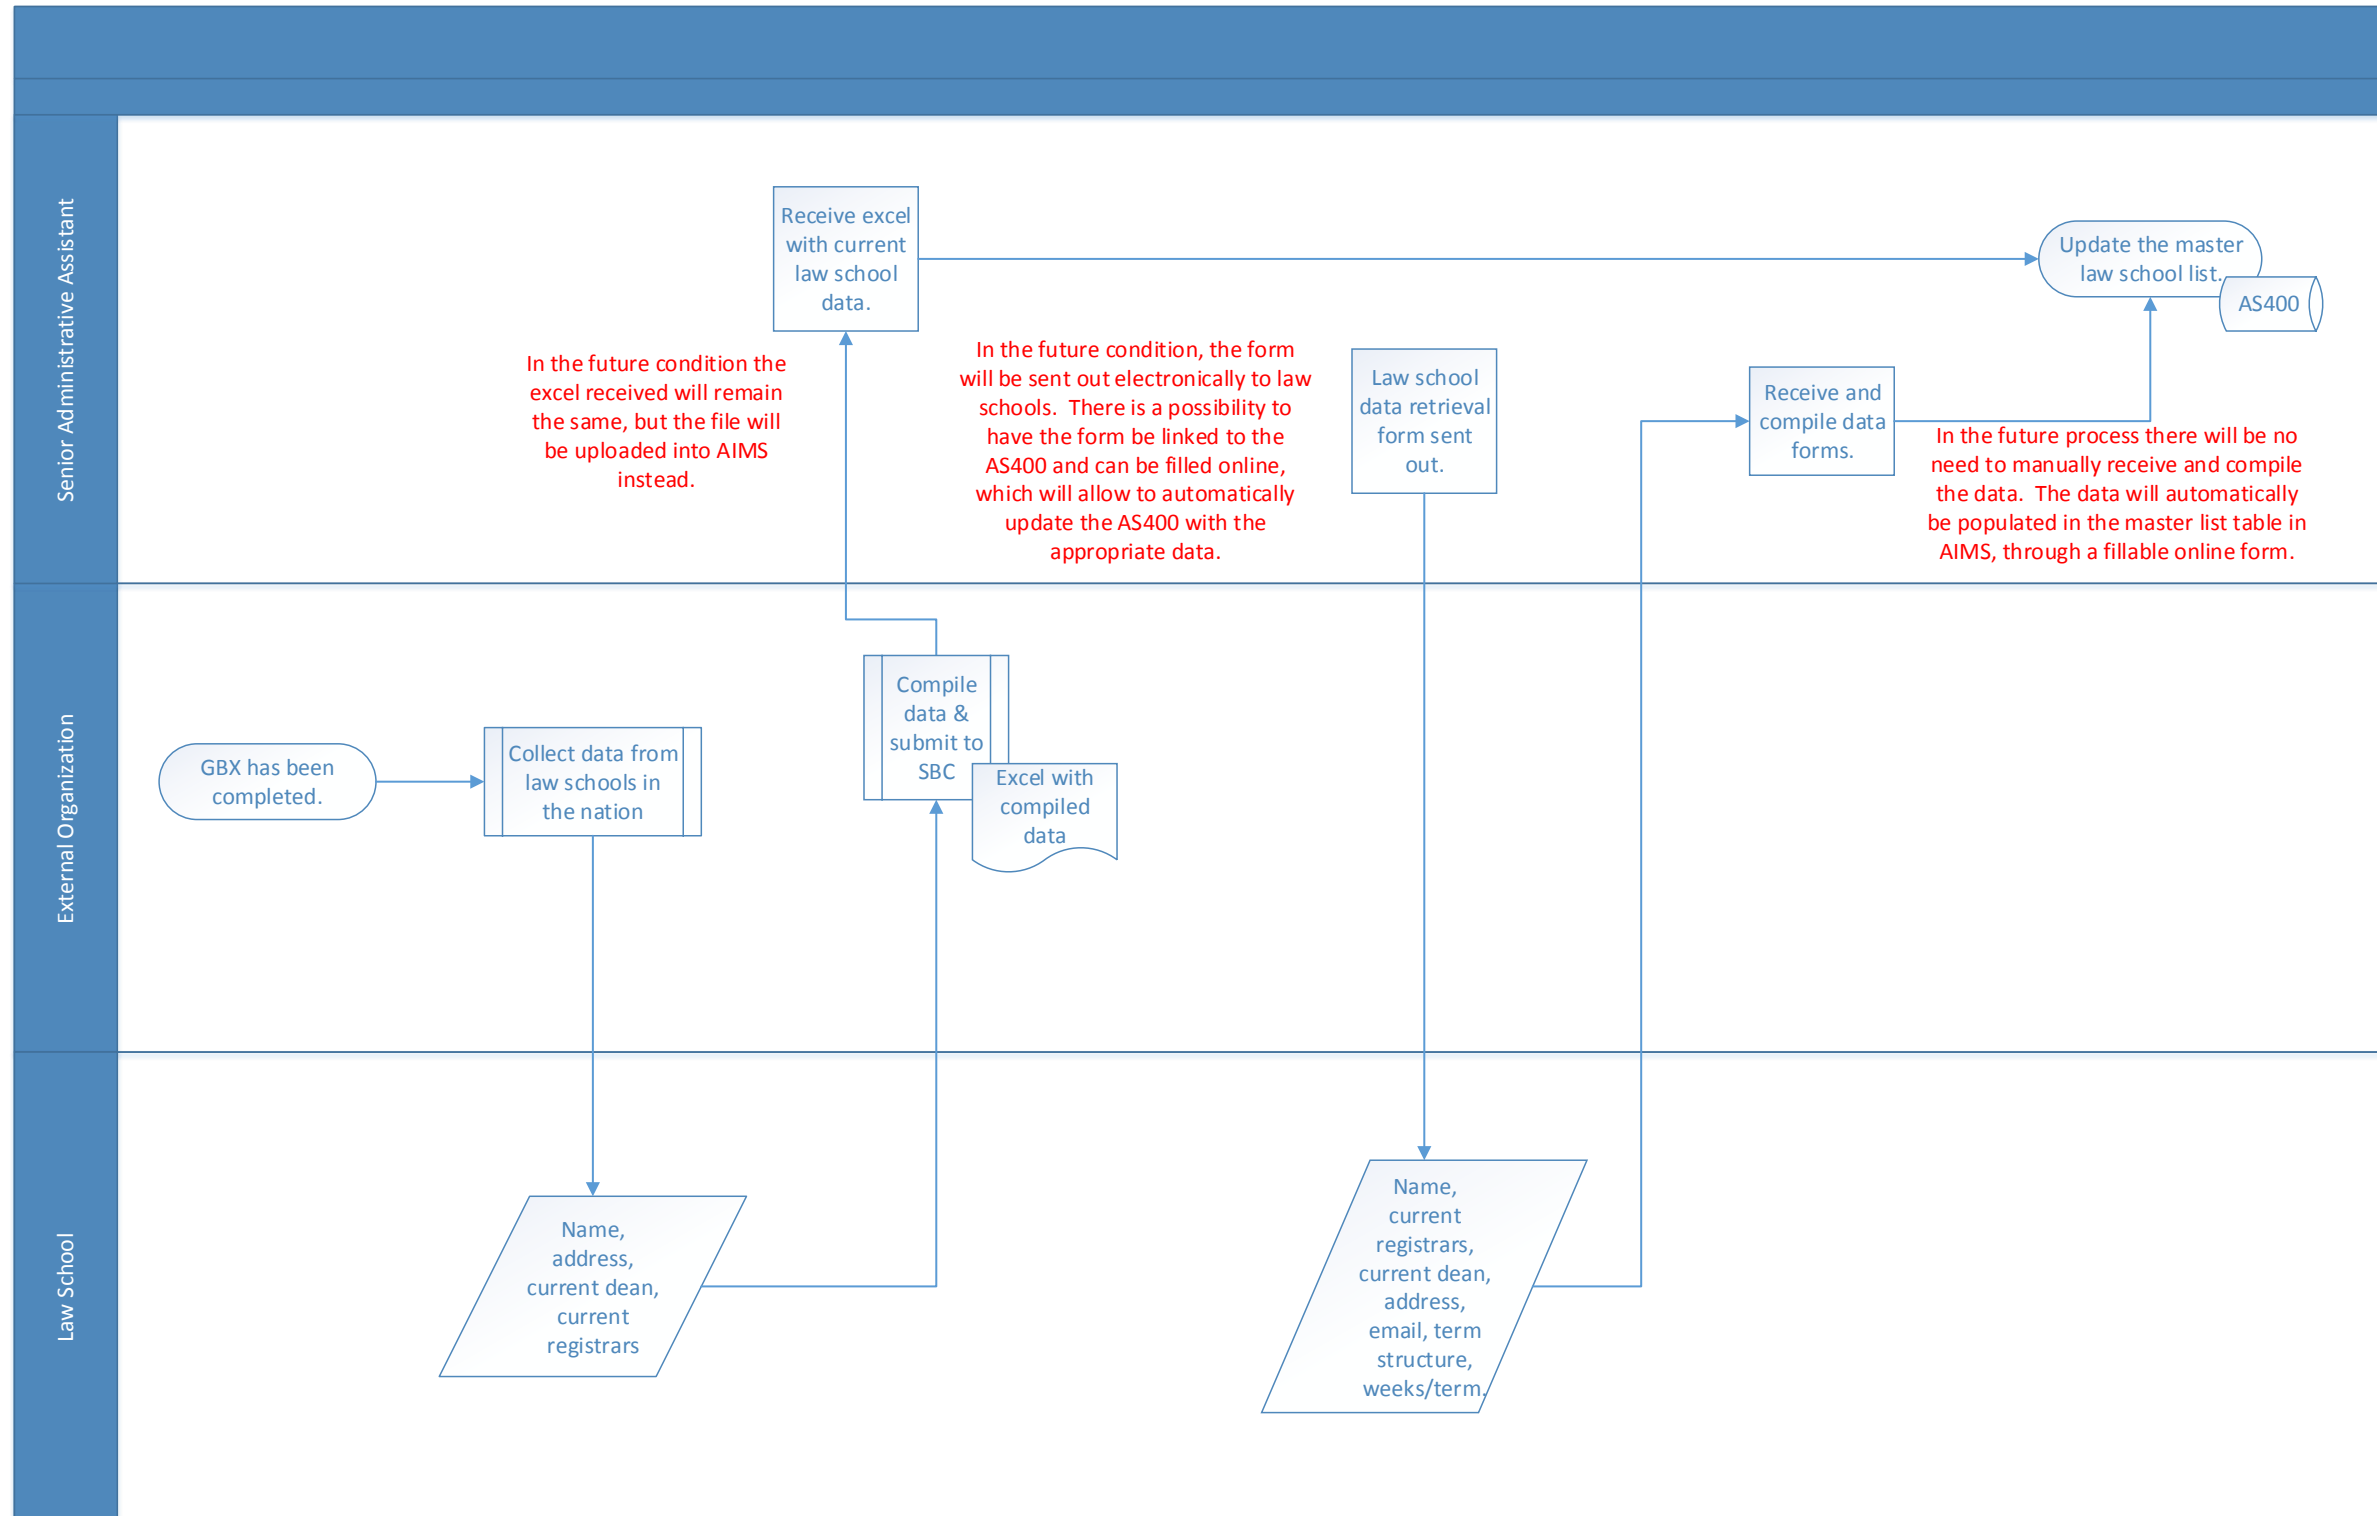 Senior Administrative Assistant
Receive excel
with current
law school
data.
Update the master
law school list.
AS400
In the future condition the
excel received will remain
the same, but the file will
be uploaded into AIMS
instead.
In the future condition, the form
will be sent out electronically to law
schools.  There is a possibility to
have the form be linked to the
AS400 and can be filled online,
which will allow to automatically
update the AS400 with the
appropriate data.
Law school
data retrieval
form sent
out.
Receive and
compile data
forms.
In the future process there will be no
need to manually receive and compile
the data.  The data will automatically
be populated in the master list table in
AIMS, through a fillable online form.
External Organization
GBX has been
completed.
Collect data from
law schools in
the nation
Compile
data &
submit to
SBC
Excel with
compiled
data
Law School
Name,
address,
current dean,
current
registrars
Name,
current
registrars,
current dean,
address,
email, term
structure,
weeks/term.